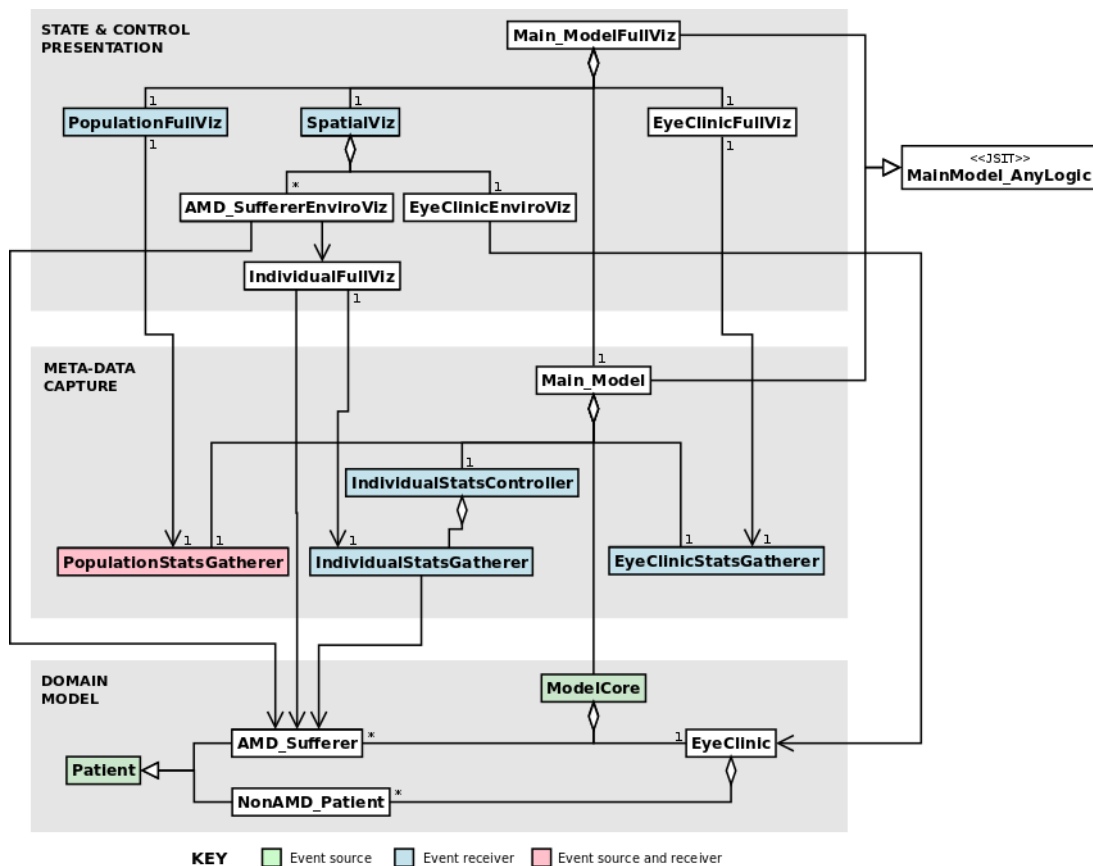 STATE & CONTROL
PRESENTATION
Main_ModelFullViz
1
1
1
PopulationFullViz
SpatialViz
EyeClinicFullViz
1
1
<<JSIT>>
MainModel_AnyLogic
*
1
AMD_SuffererEnviroViz
EyeClinicEnviroViz
IndividualFullViz
1
META-DATA
CAPTURE
1
Main_Model
1
IndividualStatsController
1
1
1
1
1
PopulationStatsGatherer
IndividualStatsGatherer
EyeClinicStatsGatherer
DOMAIN
MODEL
ModelCore
AMD_Sufferer
*
1
EyeClinic
Patient
NonAMD_Patient
*
KEY
Event source
Event receiver
Event source and receiver